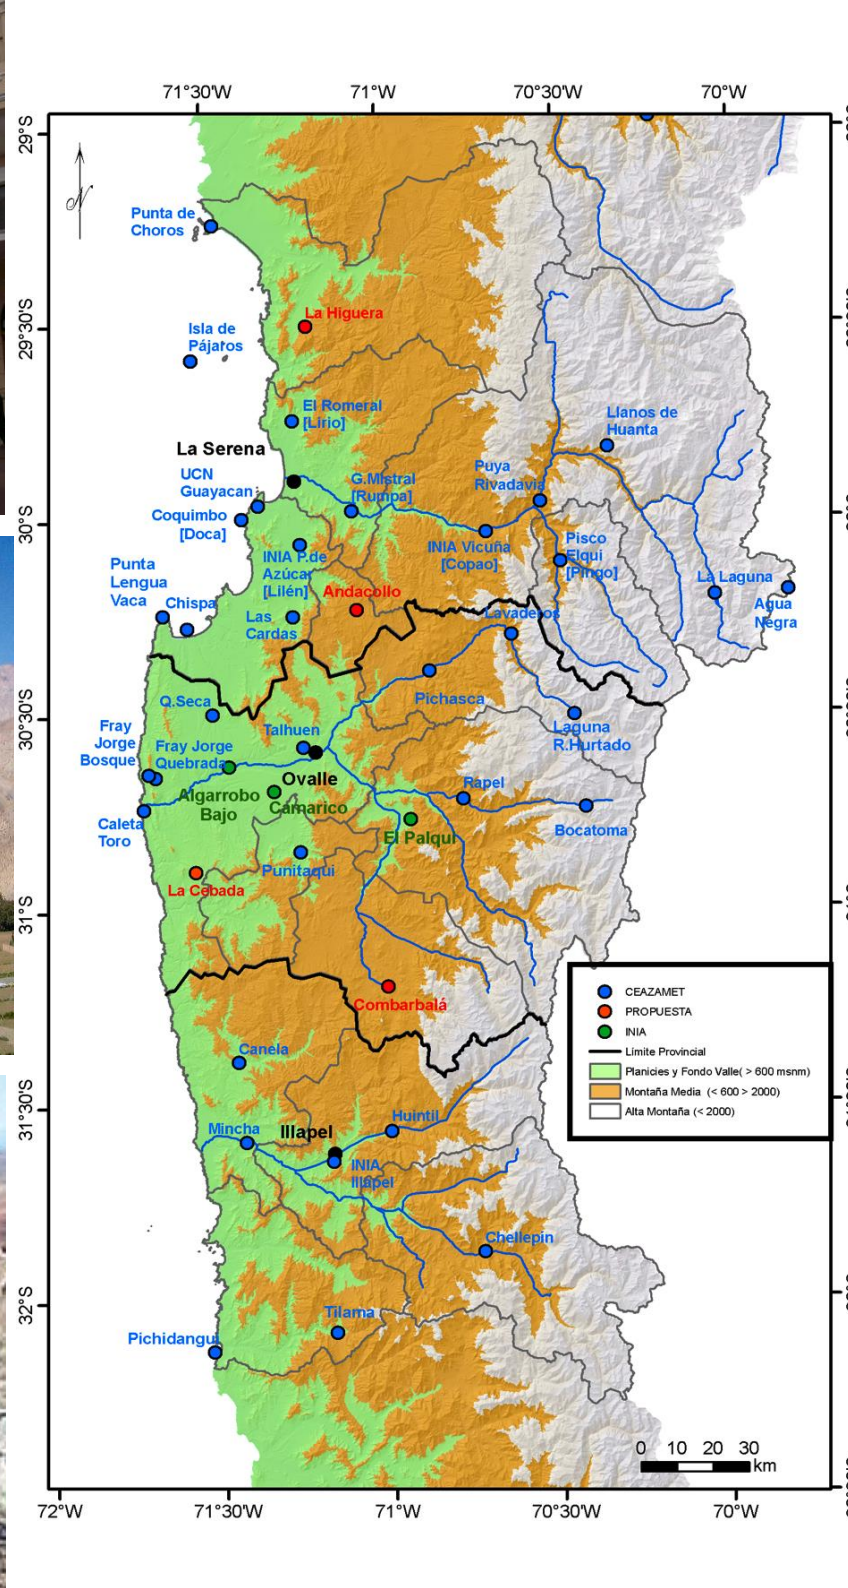 71°30'W
71°W
70°30'W
70°W
29°S
N
Punta de
Choros
La Higuera
29°30'S
Isla de
Pájaros
El Romeral
[Lirio]
Llanos de
Huanta
La Serena
UCN
Guayacan
G.Mistral
[Rumpa]
Puya
Rivadavia
Coquimbo
[Doca]
30°S
INIA Vicuña
[Copao]
Pisco
Elqui
[Pingo]
INIA P.de
Azúcar
[Lilén]
Punta
Lengua
Vaca
Chispa
Andacollo
La Laguna
Agua
Negra
Las
Cardas
Lavaderos
Pichasca
Q.Seca
30°30'S
Laguna
R.Hurtado
Talhuen
Fray
Jorge
Bosque
Fray Jorge
Quebrada
Ovalle
Algarrobo
Bajo
Camarico
Rapel
Bocatoma
Caleta
Toro
El Palqui
Punitaqui
La Cebada
31°S
Combarbalá
CEAZAMET
PROPUESTA
INIA
Limite Provincial
Planicies y Fondo Valle( > 600 msnm)
Montaña Media (< 600 > 2000)
Alta Montaña (< 2000)
Canela
31°30'S
Huintil
Mincha
Illapel
INIA
Illapel
Chellepin
32°S
Tilama
Pichidangui
0 10 20 30
km
72°W
71°30'W
71°W
70°30'W
70°W